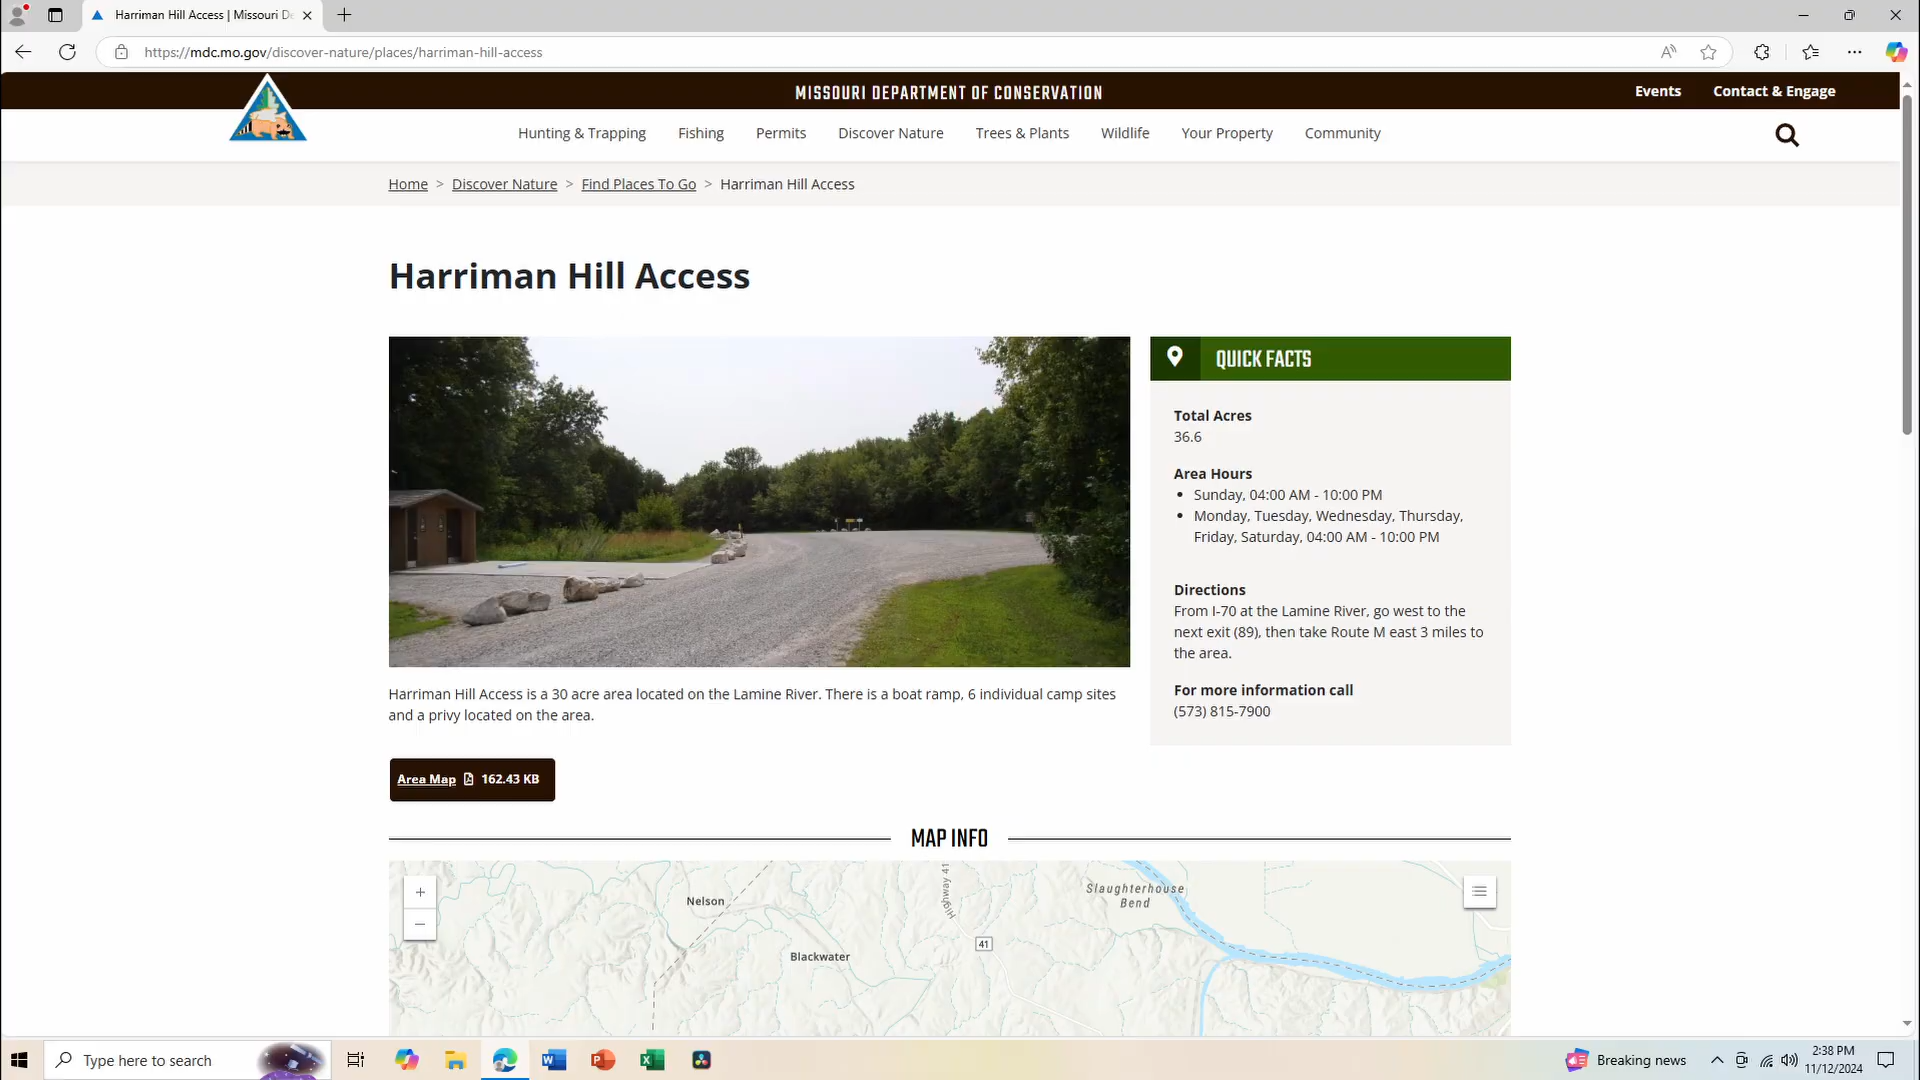 Harriman Hill Access | Missouri De
https://mdc.mo.gov/discover-nature/places/harriman-hill-access
MISSOURI DEPARTMENT OF CONSERVATION
Events
Contact & Engage
Hunting & Trapping
Fishing
Permits
Discover Nature
Trees & Plants
Wildlife
Your Property
Community
Home > Discover Nature > Find Places To Go > Harriman Hill Access
Harriman Hill Access
QUICK FACTS
Total Acres
36.6
Area Hours
• Sunday, 04:00 AM - 10:00 PM
• Monday, Tuesday, Wednesday, Thursday,
Friday, Saturday, 04:00 AM - 10:00 PM
Directions
From I-70 at the Lamine River, go west to the
next exit (89), then take Route M east 3 miles to
the area.
For more information call
(573) 815-7900
Harriman Hill Access is a 30 acre area located on the Lamine River. There is a boat ramp, 6 individual camp sites
and a privy located on the area.
Area Map 162.43 KB
MAP INFO
+
−
Nelson
Highway 41
Slaughterhouse
Bend
41
Blackwater
Type here to search
Breaking news
2:38 PM
11/12/2024